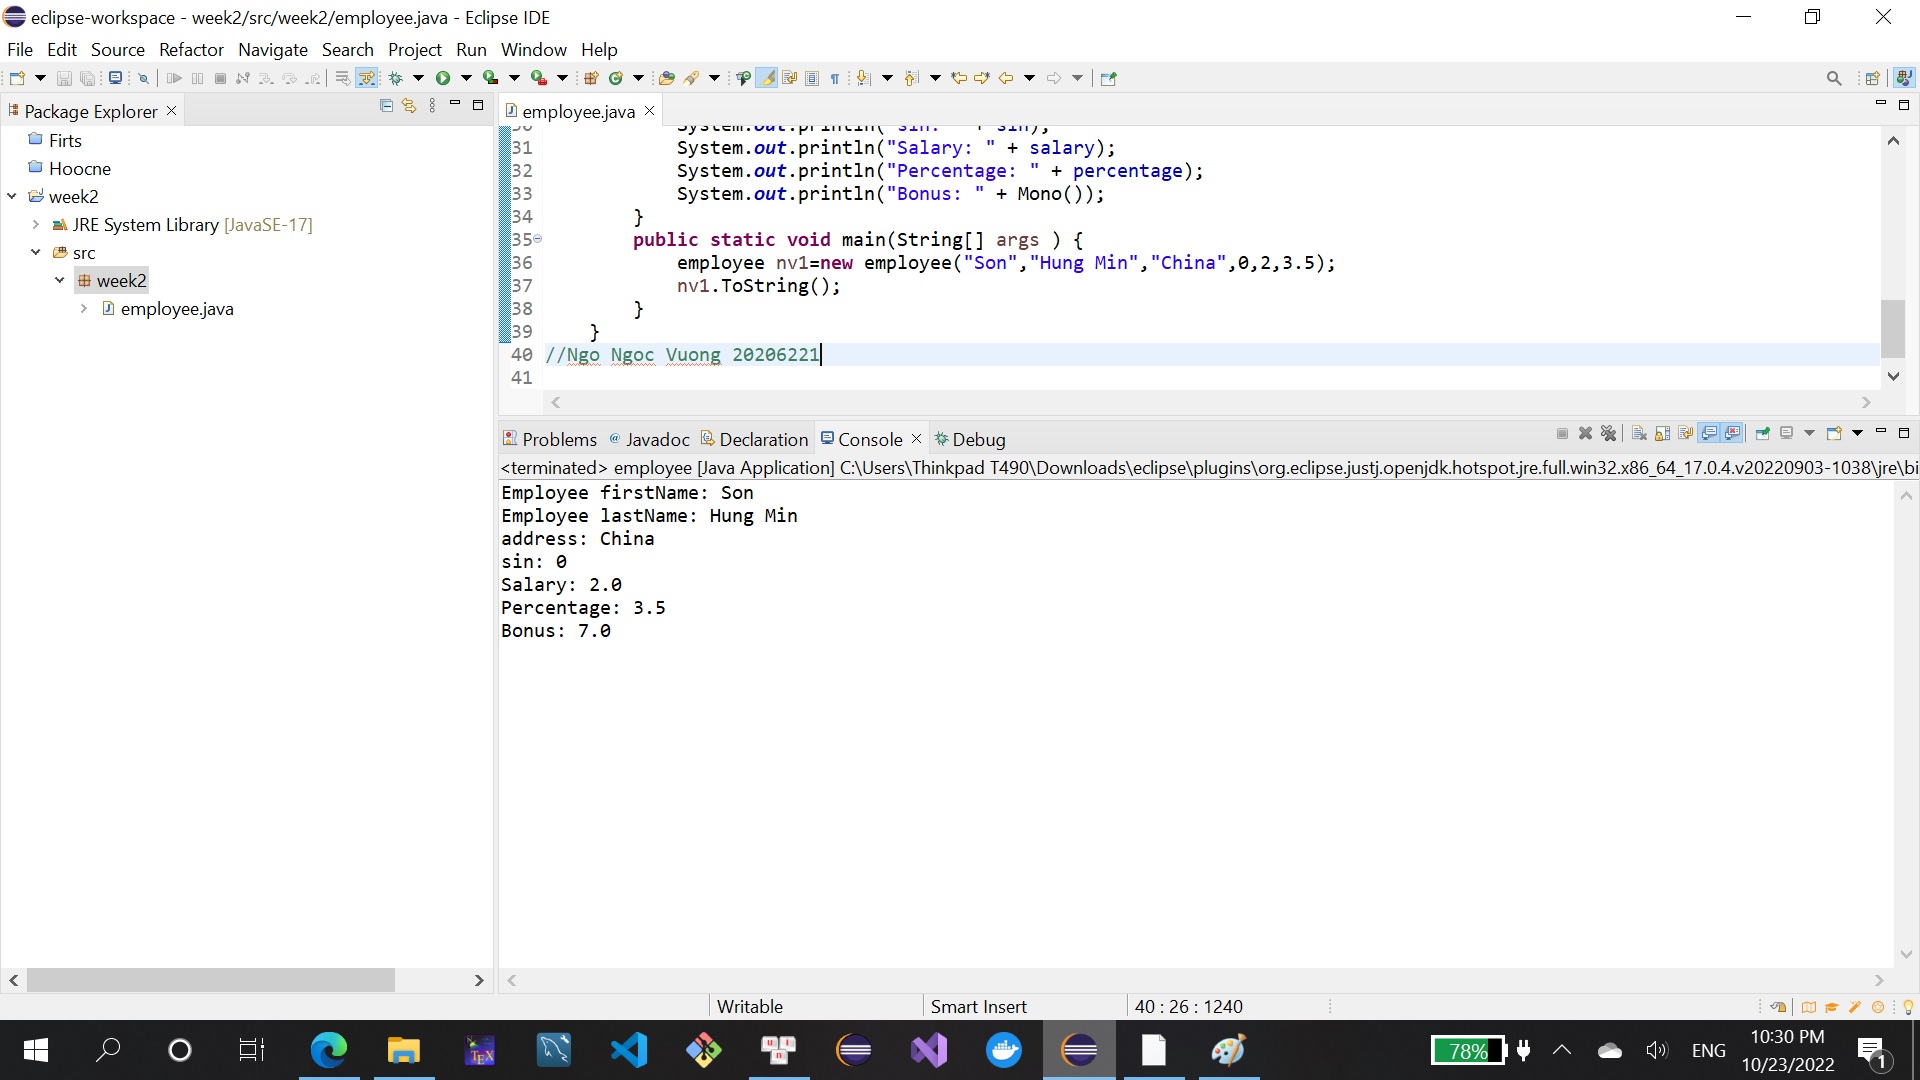 eclipse-workspace - week2/src/week2/employee.java - Eclipse IDE
File Edit Source Refactor Navigate Search Project Run Window Help
Package Explorer
employee.java
Firts
Hoocne
week2
JRE System Library [JavaSE-17]
src
week2
employee.java
31 System.out.println("Salary: " + salary);
32 System.out.println("Percentage: " + percentage);
33 System.out.println("Bonus: " + Mono());
34 }
35 public static void main(String[] args ) {
36 employee nv1=new employee("Son","Hung Min","China",0,2,3.5);
37 nv1.ToString();
38 }
39 }
40 //Ngo Ngoc Vuong 20206221
41
Problems @ Javadoc Declaration Console Debug
<terminated> employee [Java Application] C:\Users\Thinkpad T490\Downloads\eclipse\plugins\org.eclipse.justj.openjdk.hotspot.jre.full.win32.x86_64_17.0.4.v20220903-1038\jre\bi
Employee firstName: Son
Employee lastName: Hung Min
address: China
sin: 0
Salary: 2.0
Percentage: 3.5
Bonus: 7.0
Writable Smart Insert 40 : 26 : 1240
78% ENG
10:30 PM
10/23/2022
1